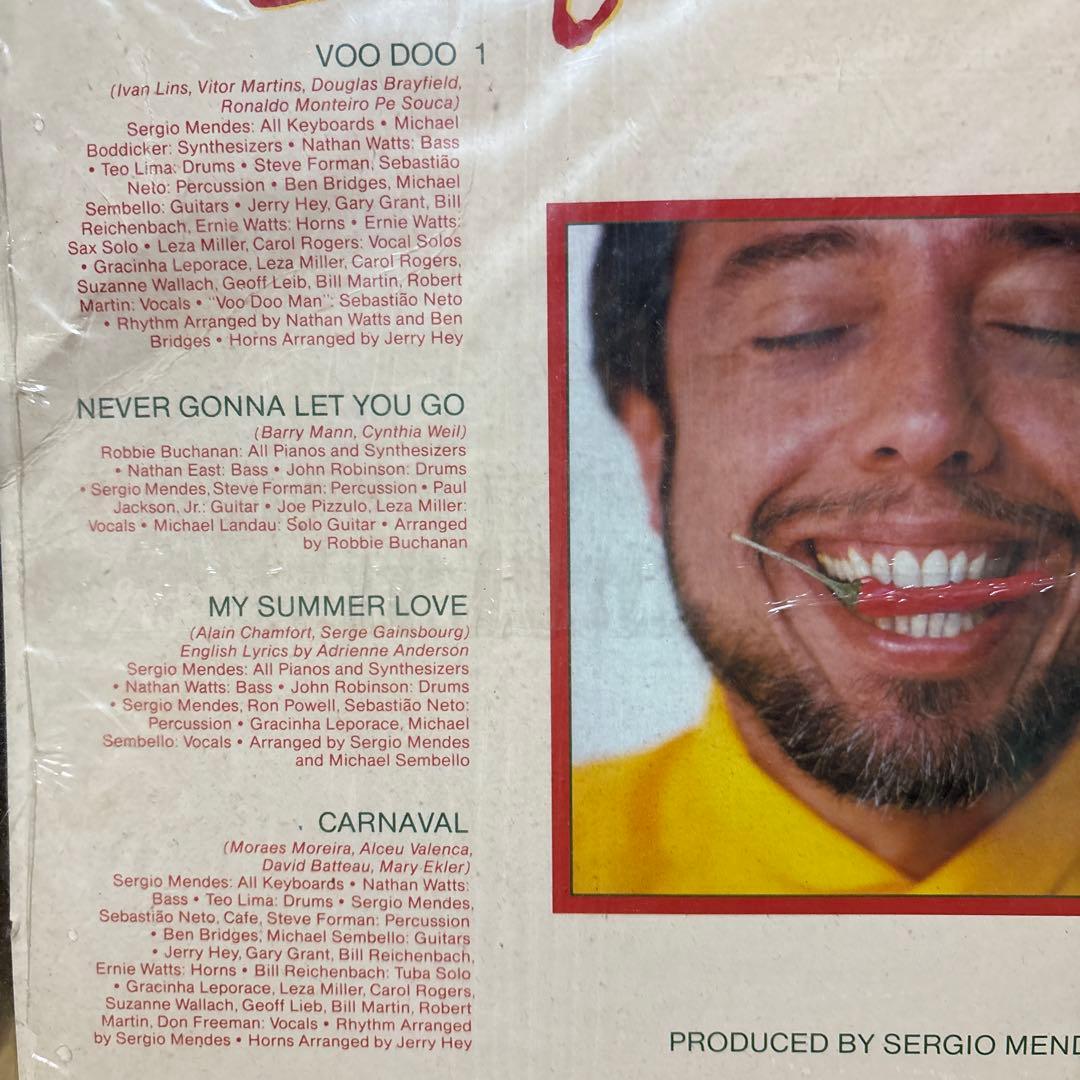 VOO DOO 1
(Ivan Lins, Vitor Martins, Douglas Brayfield,
Ronaldo Monteiro Pe Souca)
Sergio Mendes: All Keyboards • Michael
Boddicker: Synthesizers • Nathan Watts: Bass
• Teo Lima: Drums • Steve Forman, Sebastião
Neto: Percussion • Ben Bridges, Michael
Sembello: Guitars • Jerry Hey, Gary Grant, Bill
Reichenbach, Ernie Watts: Horns • Ernie Watts:
Sax Solo • Leza Miller, Carol Rogers: Vocal Solos
• Gracinha Leporace, Leza Miller, Carol Rogers,
Suzanne Wallach, Geoff Leib, Bill Martin, Robert
Martin: Vocals • "Voo Doo Man": Sebastião Neto
• Rhythm Arranged by Nathan Watts and Ben
Bridges • Horns Arranged by Jerry Hey
NEVER GONNA LET YOU GO
(Barry Mann, Cynthia Weil)
Robbie Buchanan: All Pianos and Synthesizers
• Nathan East: Bass • John Robinson: Drums
• Sergio Mendes, Steve Forman: Percussion • Paul
Jackson, Jr.: Guitar • Joe Pizzulo, Leza Miller:
Vocals • Michael Landau: Solo Guitar • Arranged
by Robbie Buchanan
MY SUMMER LOVE
(Alain Chamfort, Serge Gainsbourg)
English Lyrics by Adrienne Anderson
Sergio Mendes: All Pianos and Synthesizers
• Nathan Watts: Bass • John Robinson: Drums
• Sergio Mendes, Ron Powell, Sebastião Neto:
Percussion • Gracinha Leporace, Michael
Sembello: Vocals • Arranged by Sergio Mendes
and Michael Sembello
CARNAVAL
(Moraes Moreira, Alceu Valenca,
David Batteau, Mary Ekler)
Sergio Mendes: All Keyboards • Nathan Watts:
Bass • Teo Lima: Drums • Sergio Mendes,
Sebastião Neto, Cafe, Steve Forman: Percussion
• Ben Bridges, Michael Sembello: Guitars
• Jerry Hey, Gary Grant, Bill Reichenbach,
Ernie Watts: Horns • Bill Reichenbach: Tuba Solo
• Gracinha Leporace, Leza Miller, Carol Rogers,
Suzanne Wallach, Geoff Lieb, Bill Martin, Robert
Martin, Don Freeman: Vocals • Rhythm Arranged
by Sergio Mendes • Horns Arranged by Jerry Hey
PRODUCED BY SERGIO MEND